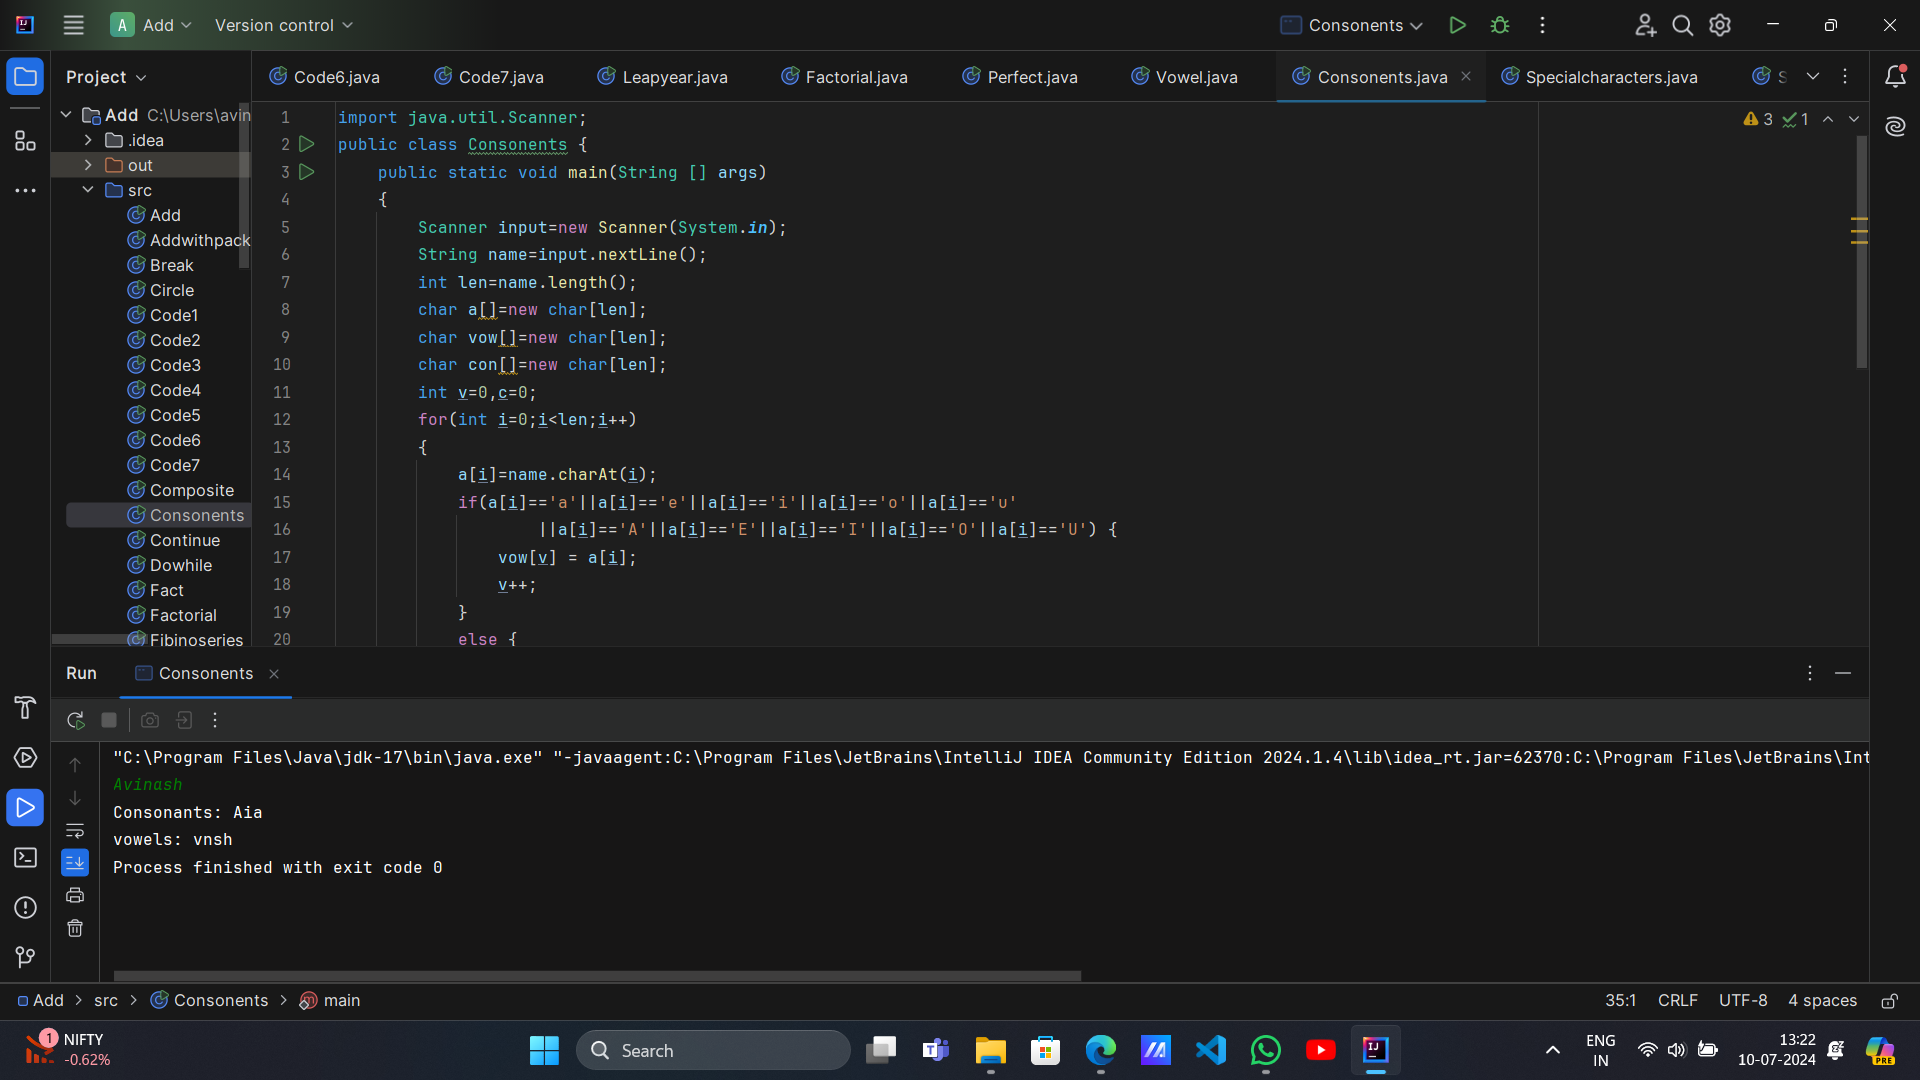 A Add Version control Consonents
Project Code6.java Code7.java Leapyear.java Factorial.java Perfect.java Vowel.java Consonents.java Specialcharacters.java S
Add C:\Users\avin
.idea
out
src
Add
Addwithpack
Break
Circle
Code1
Code2
Code3
Code4
Code5
Code6
Code7
Composite
Consonents
Continue
Dowhile
Fact
Factorial
Fibinoseries
3 1
1 import java.util.Scanner;
2 public class Consonents {
3 public static void main(String [] args)
4 {
5 Scanner input=new Scanner(System.in);
6 String name=input.nextLine();
7 int len=name.length();
8 char a[]=new char[len];
9 char vow[]=new char[len];
10 char con[]=new char[len];
11 int v=0,c=0;
12 for(int i=0;i<len;i++)
13 {
14 a[i]=name.charAt(i);
15 if(a[i]=='a'||a[i]=='e'||a[i]=='i'||a[i]=='o'||a[i]=='u'
16 ||a[i]=='A'||a[i]=='E'||a[i]=='I'||a[i]=='O'||a[i]=='U') {
17 vow[v] = a[i];
18 v++;
19 }
20 else {
Run Consonents
"C:\Program Files\Java\jdk-17\bin\java.exe" "-javaagent:C:\Program Files\JetBrains\IntelliJ IDEA Community Edition 2024.1.4\lib\idea_rt.jar=62370:C:\Program Files\JetBrains\Int
Avinash
Consonants: Aia
vowels: vnsh
Process finished with exit code 0
Add > src > Consonents > main 35:1 CRLF UTF-8 4 spaces
1 NIFTY
-0.62%
Search
ENG
IN
13:22
10-07-2024
PRE